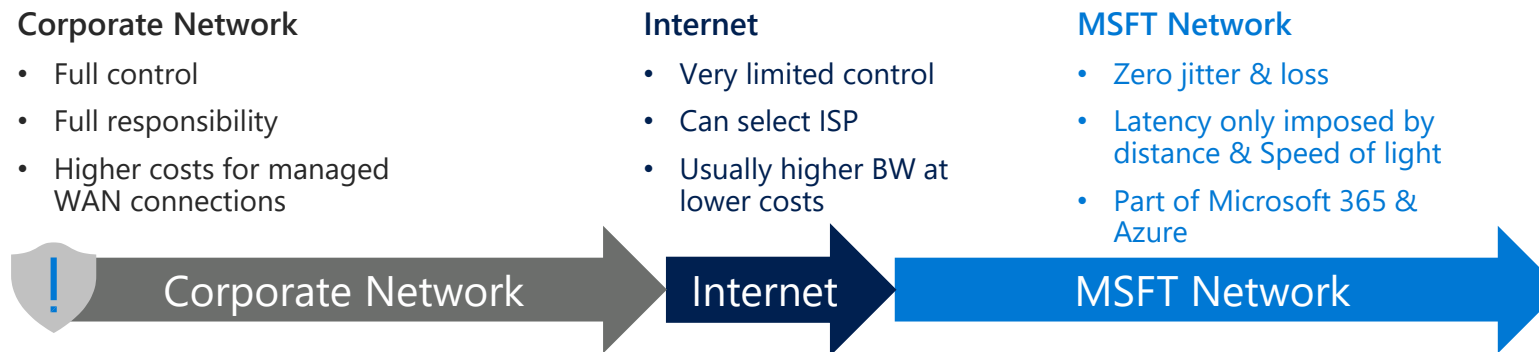 Corporate Network
• Full control
• Full responsibility
• Higher costs for managed
WAN connections
Internet
• Very limited control
• Can select ISP
• Usually higher BW at
lower costs
MSFT Network
• Zero jitter & loss
• Latency only imposed by
distance & Speed of light
• Part of Microsoft 365 &
Azure
!
Corporate Network
Internet
MSFT Network